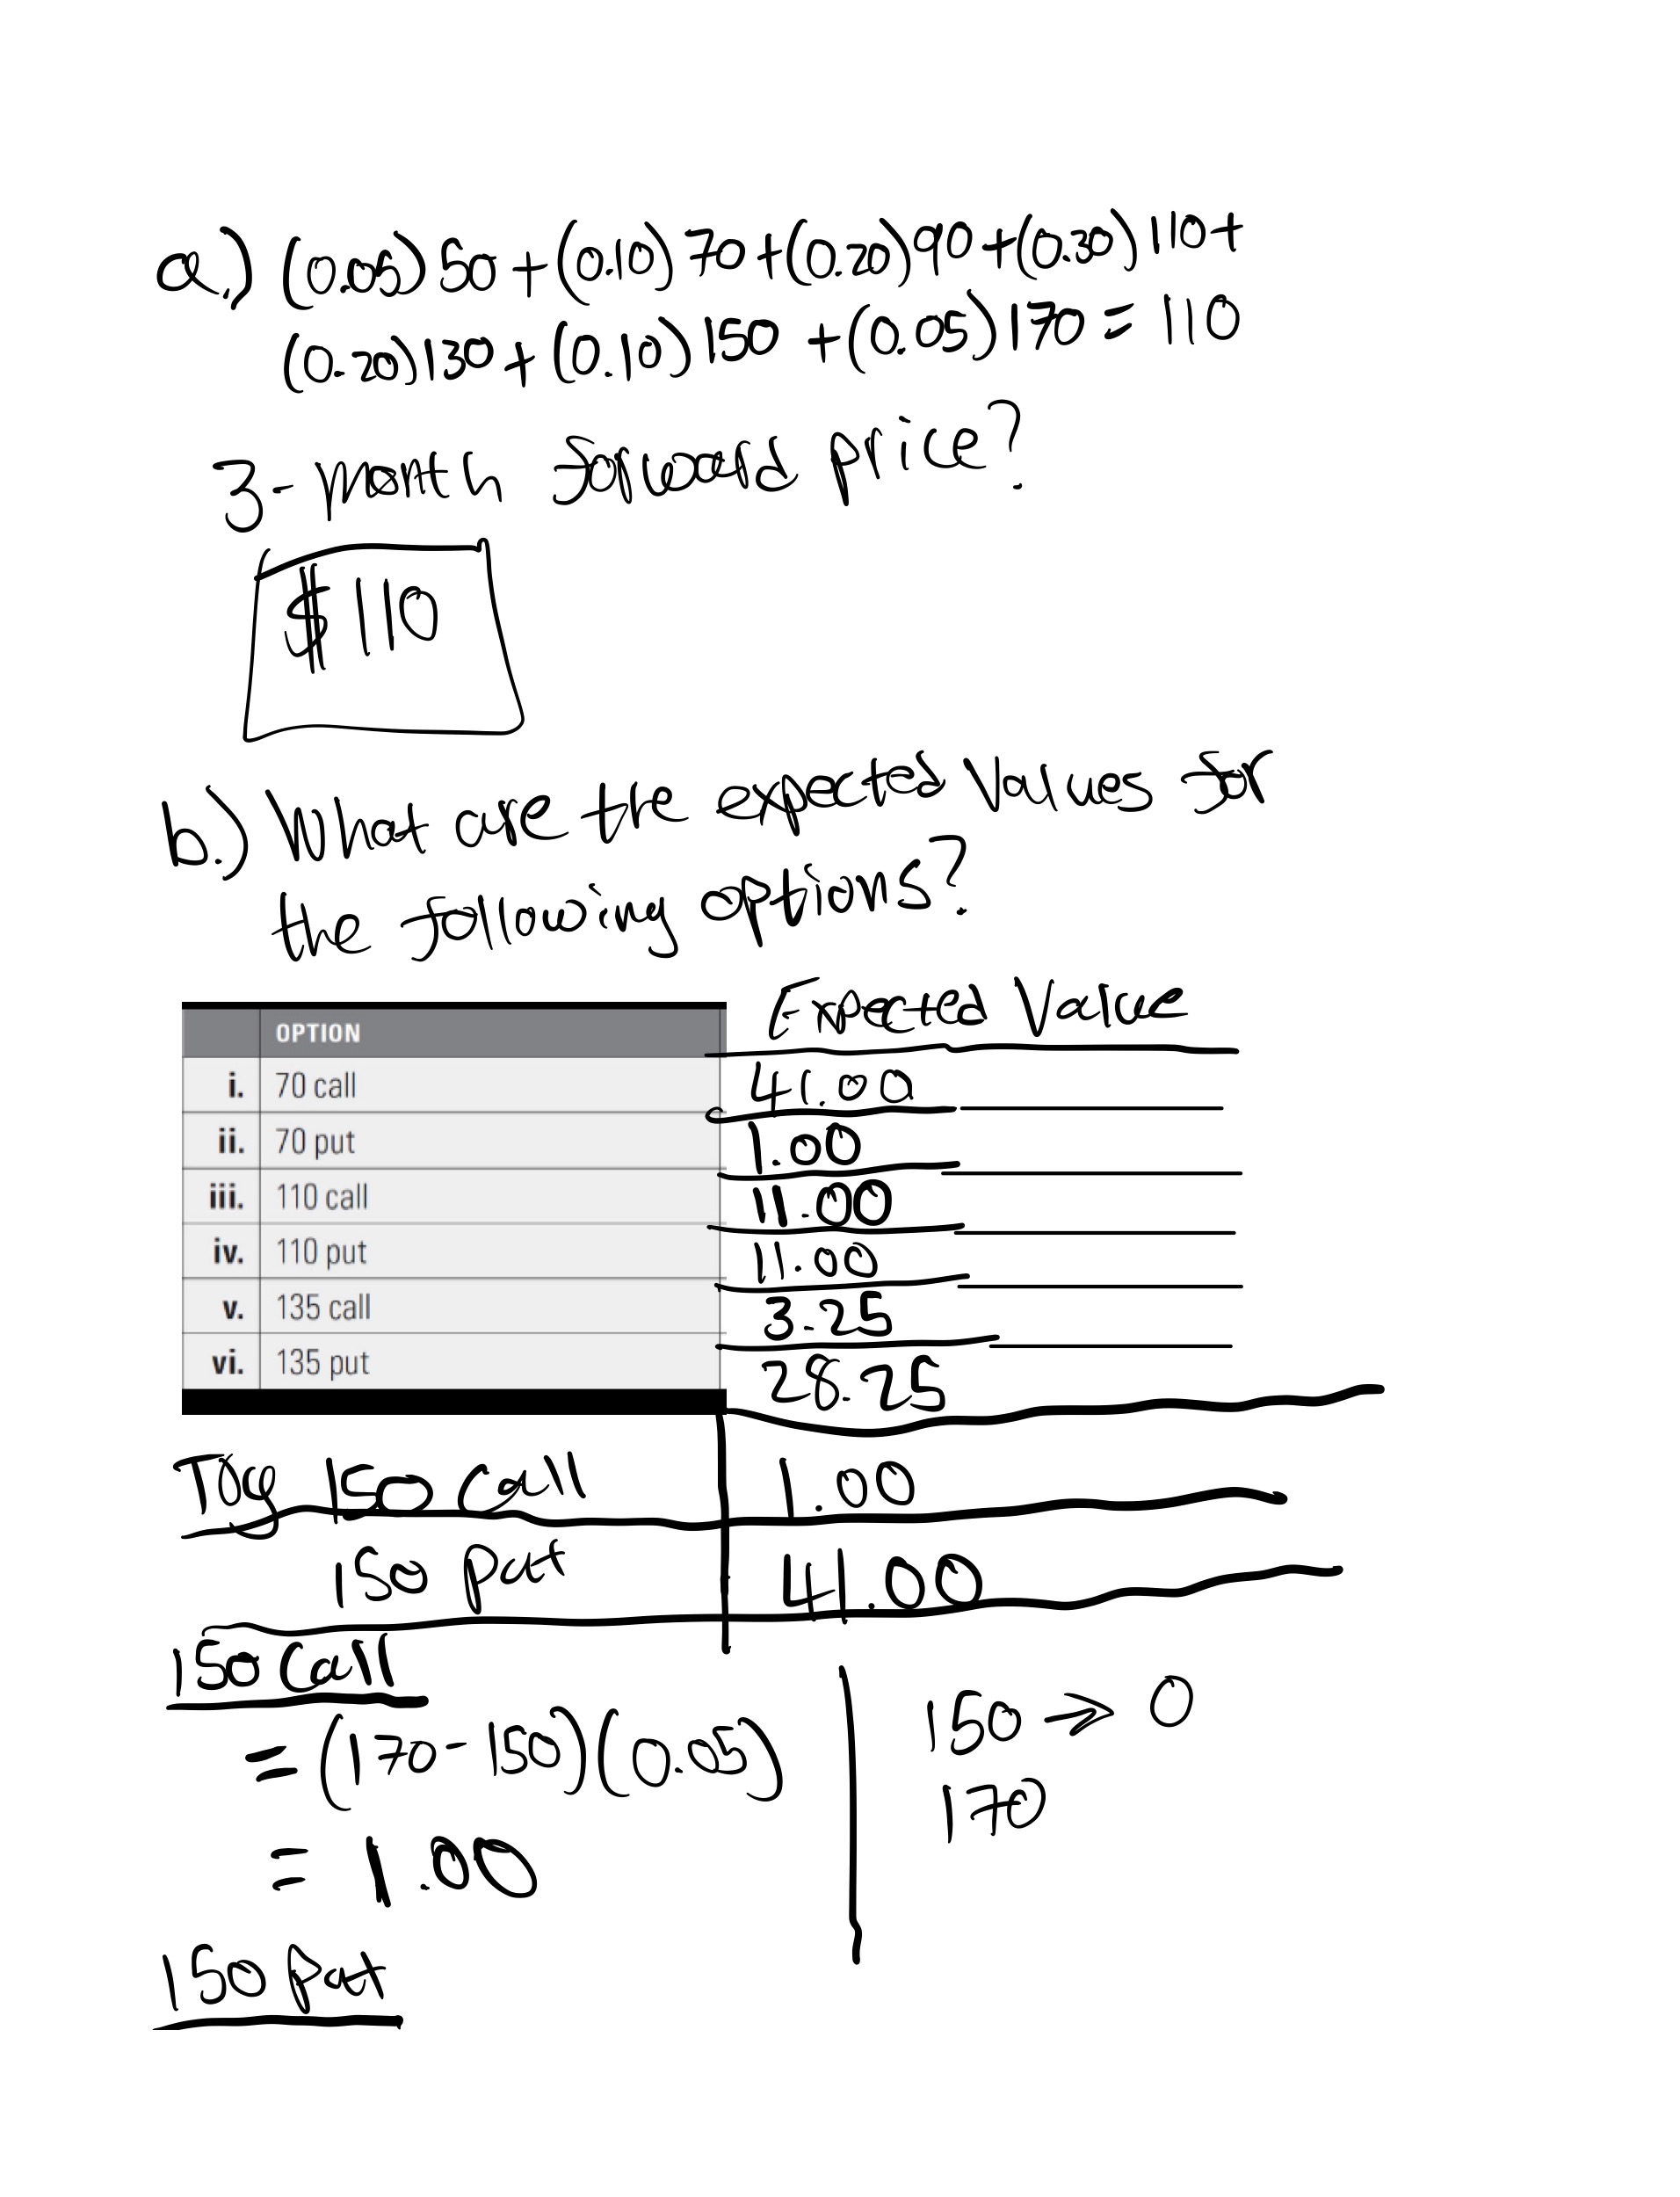 a.) (0.05) 50 + (0.10) 70 + (0.20) 90 + (0.30) 110 +
(0.20) 130 + (0.10) 150 + (0.05) 170 = 110
3-month forward price?
$110
b.) What are the expected values for
the following options?
OPTION Expected Value
i. 70 call 41.00
ii. 70 put 1.00
iii. 110 call 11.00
iv. 110 put 11.00
v. 135 call 3.25
vi. 135 put 28.25
150 call 1.00
150 put 41.00
150 call
= (170 - 150)(0.05) 150 → 0
170
= 1.00
150 put